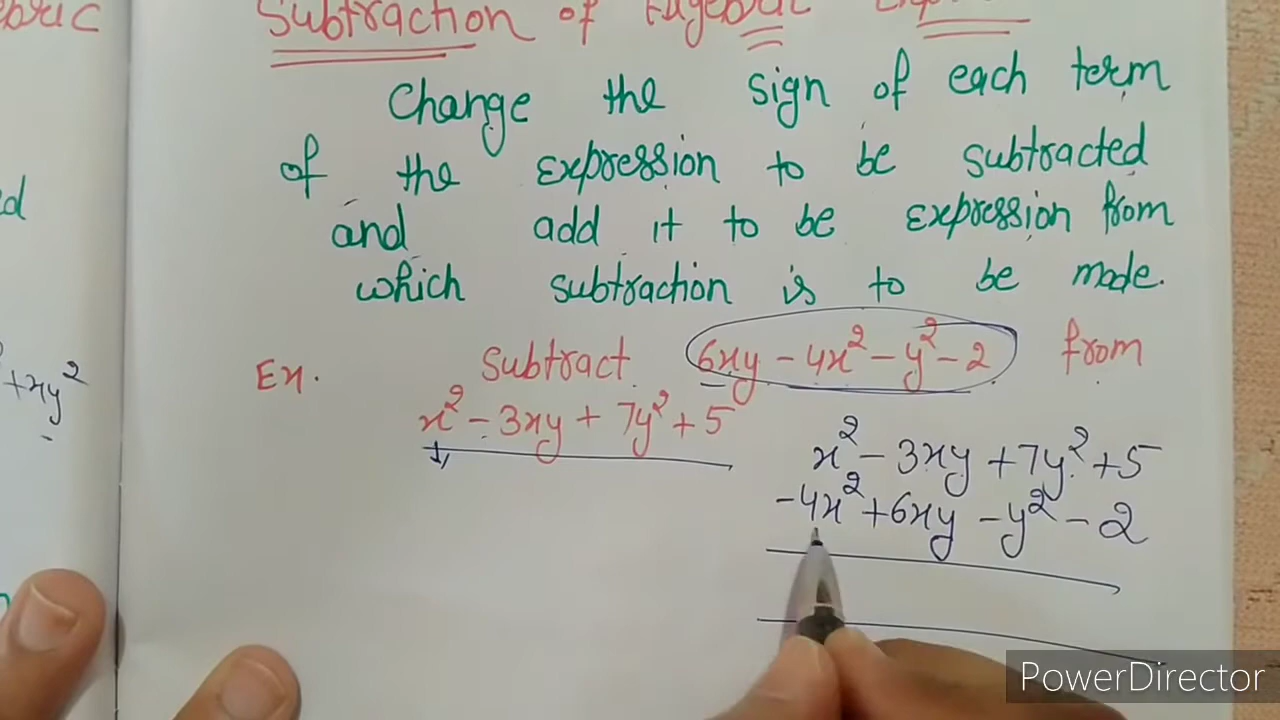 Subtraction of
Change the sign of each term
of the expression to be subtracted
and add it to be expression from
which subtraction is to be made.
Ex. Subtract 6xy - 4x² - y² - 2 from
x² - 3xy + 7y² + 5
x² - 3xy + 7y² + 5
-4x² + 6xy - y² - 2
+xy²
PowerDirector